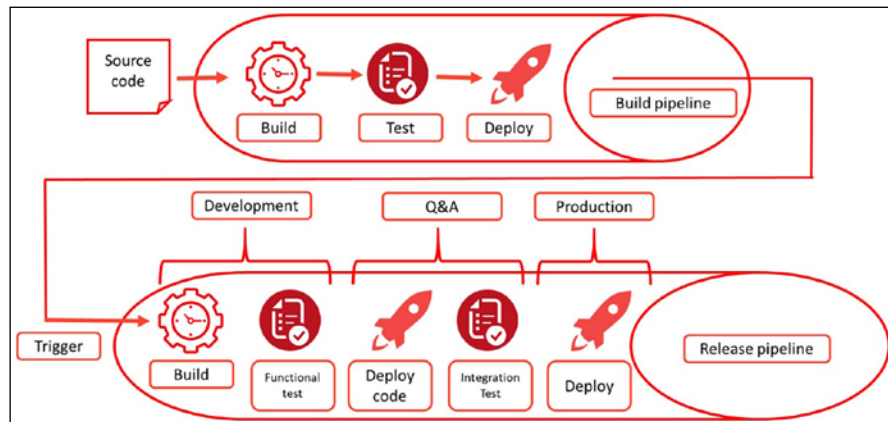 Source
code
Build
Test
Deploy
Build pipeline
Development
Q&A
Production
Trigger
Build
Functional
test
Deploy
code
Integration
Test
Deploy
Release pipeline